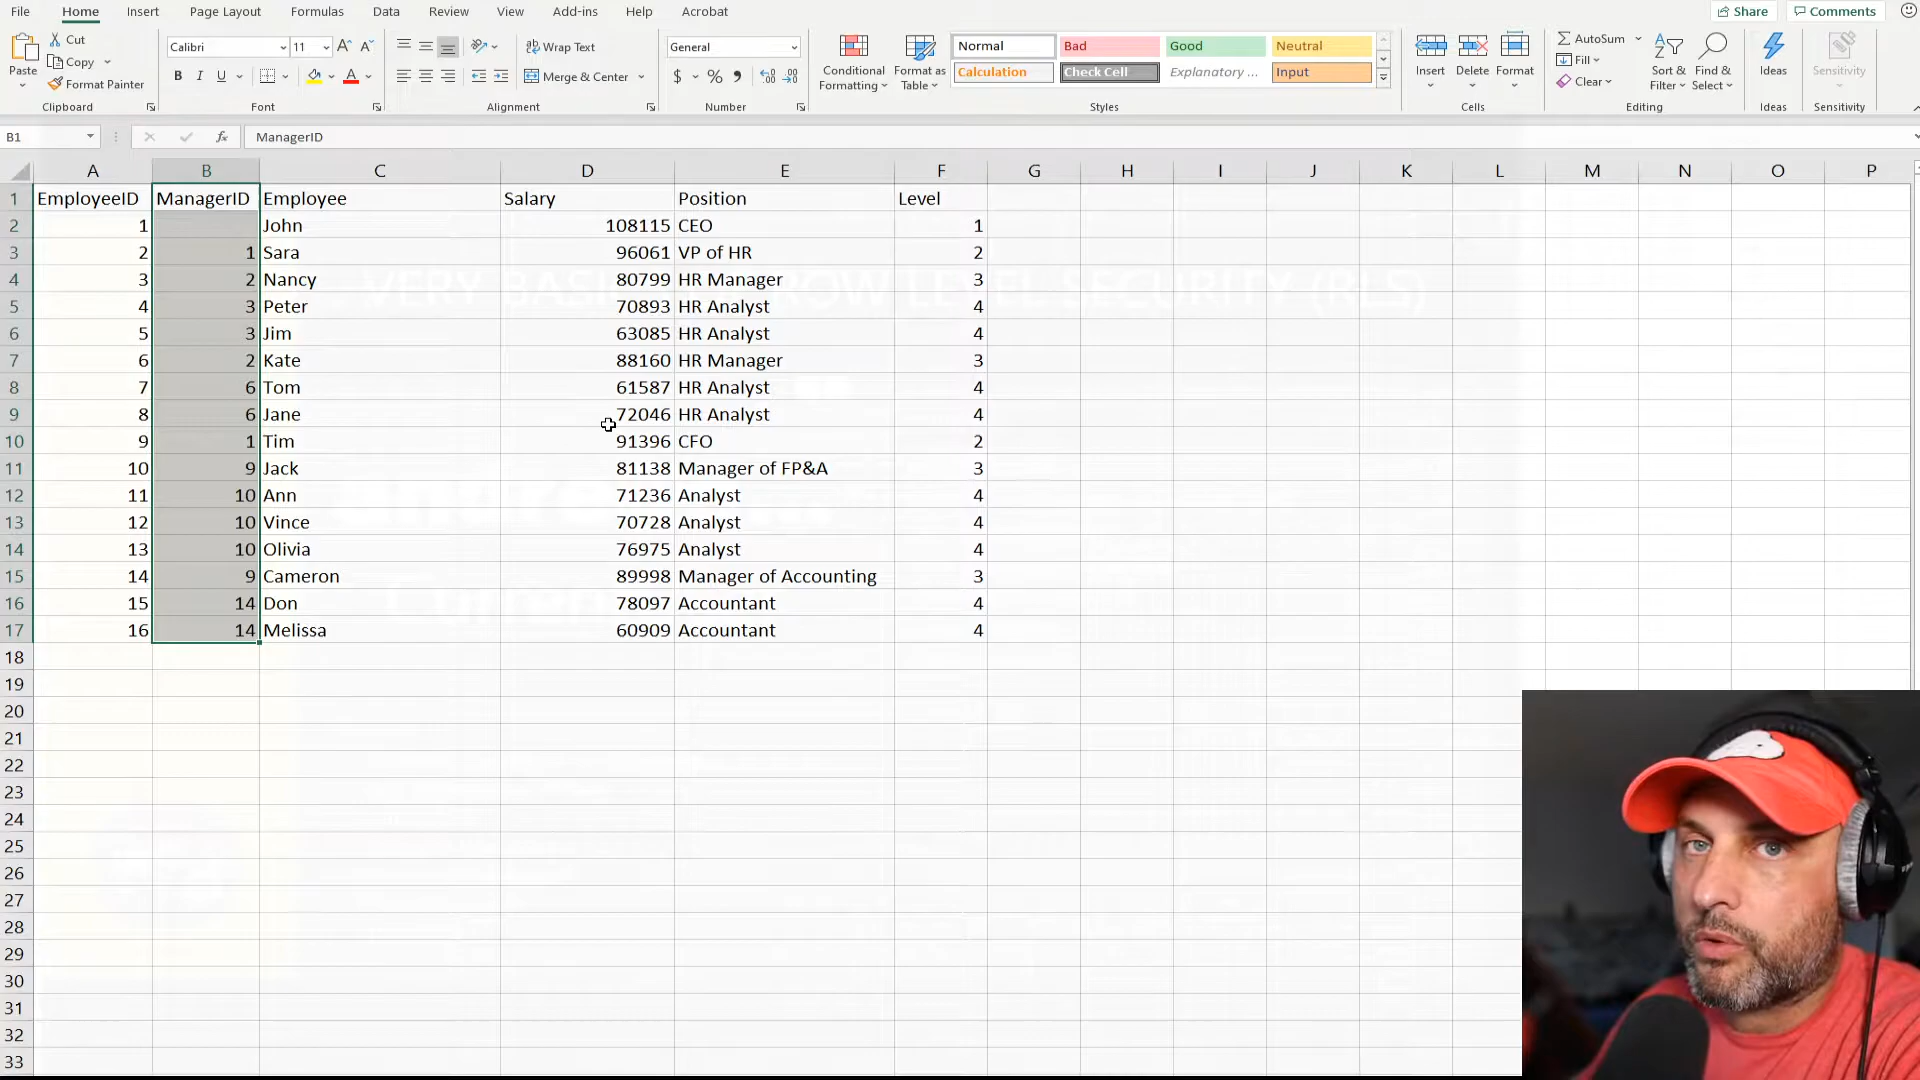 File Home Insert Page Layout Formulas Data Review View Add-ins Help Acrobat Share Comments
Paste Cut Copy Format Painter Clipboard
Calibri 11 A A B I U A Font
Wrap Text Merge & Center Alignment
General $ % Number
Conditional Formatting Format as Table
Normal Bad Good Neutral
Calculation Check Cell Explanatory ... Input
Styles
Insert Delete Format Cells
AutoSum Fill Clear Sort & Filter Find & Select Editing
Ideas Ideas
Sensitivity Sensitivity
B1 fx ManagerID
A B C D E F G H I J K L M N O P
1 EmployeeID ManagerID Employee Salary Position Level
2 1 John 108115 CEO 1
3 2 1 Sara 96061 VP of HR 2
4 3 2 Nancy 80799 HR Manager 3
VERY BASI ROW LEVEL SECURITY (RLS)
5 4 3 Peter 70893 HR Analyst 4
6 5 3 Jim 63085 HR Analyst 4
7 6 2 Kate 88160 HR Manager 3
8 7 6 Tom 61587 HR Analyst 4
9 8 6 Jane 72046 HR Analyst 4
10 9 1 Tim 91396 CFO 2
11 10 9 Jack 81138 Manager of FP&A 3
12 11 10 Ann 71236 Analyst 4
13 12 10 Vince 70728 Analyst 4
14 13 10 Olivia 76975 Analyst 4
15 14 9 Cameron 89998 Manager of Accounting 3
16 15 14 Don 78097 Accountant 4
17 16 14 Melissa 60909 Accountant 4
18
19
20
21
22
23
24
25
26
27
28
29
30
31
32
33